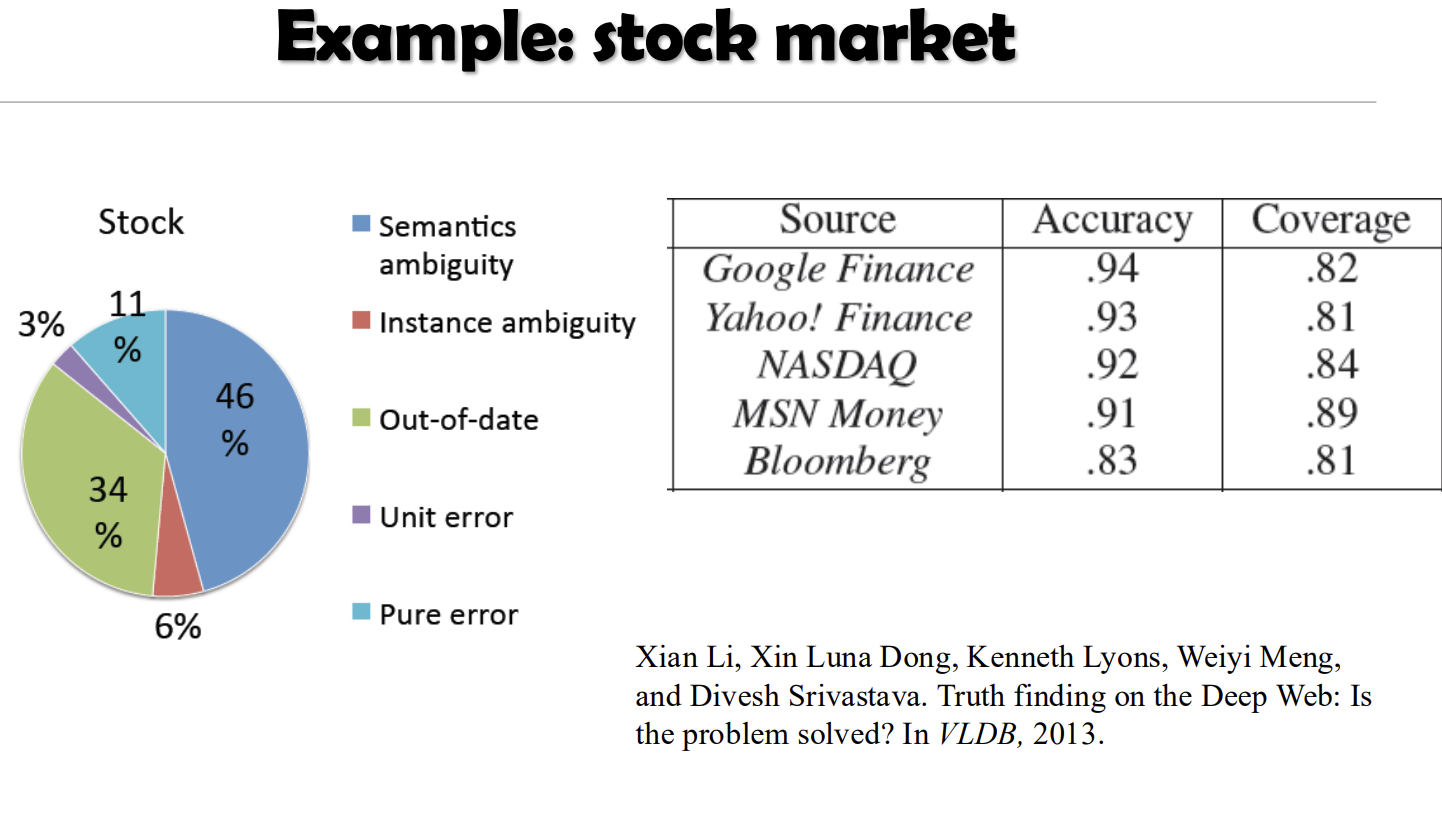 Example: stock market
Stock
11
%
3%
46
%
34
%
6%
Semantics
ambiguity
Instance ambiguity
Out-of-date
Unit error
Pure error
Source Accuracy Coverage
Google Finance .94 .82
Yahoo! Finance .93 .81
NASDAQ .92 .84
MSN Money .91 .89
Bloomberg .83 .81
Xian Li, Xin Luna Dong, Kenneth Lyons, Weiyi Meng,
and Divesh Srivastava. Truth finding on the Deep Web: Is
the problem solved? In VLDB, 2013.